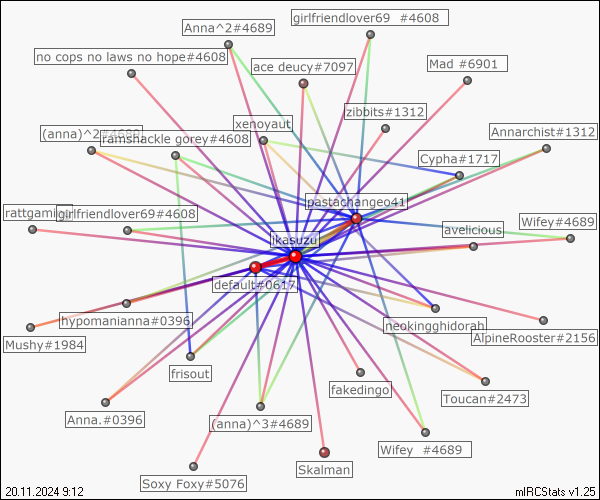 girlfriendlover69 #4608
Anna^2#4689
no cops no laws no hope#4608
ace deucy#7097
Mad #6901
zibbits#1312
xenoyaut
Annarchist#1312
(anna)^2#4689
ramshackle gorey#4608
Cypha#1717
pastachangeo41
rattgaming
girlfriendlover69#4608
Wifey#4689
avelicious
ikasuzu
default#0617
hypomanianna#0396
neokingghidorah
AlpineRooster#2156
Mushy#1984
frisout
fakedingo
Toucan#2473
Anna.#0396
(anna)^3#4689
Wifey #4689
Skalman
Soxy Foxy#5076
20.11.2024 9:12
mIRCStats v1.25